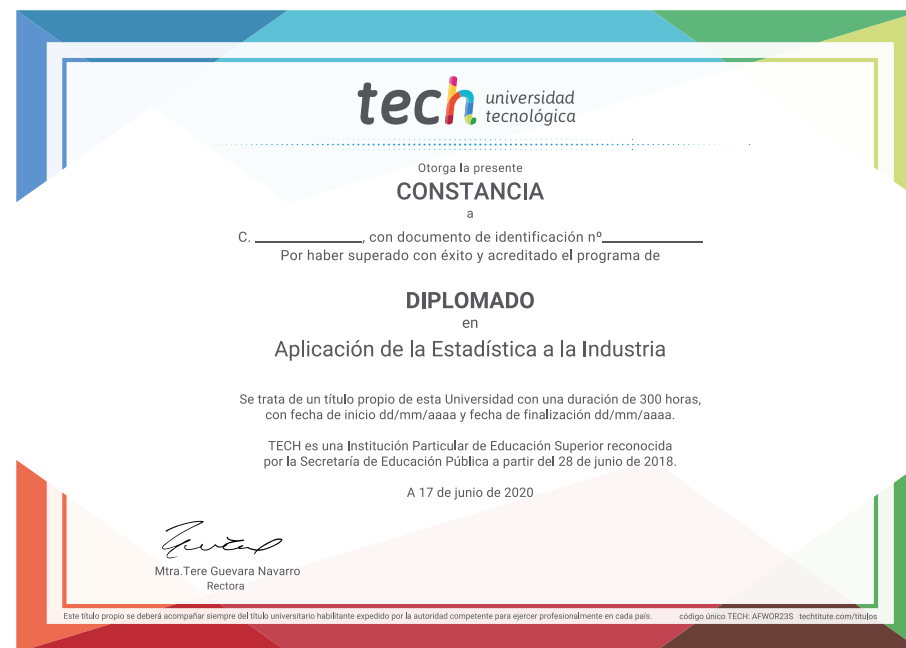 tech universidad
tecnológica
Otorga la presente
CONSTANCIA
a
C. ____________, con documento de identificación nº____________
Por haber superado con éxito y acreditado el programa de
DIPLOMADO
en
Aplicación de la Estadística a la Industria
Se trata de un título propio de esta Universidad con una duración de 300 horas,
con fecha de inicio dd/mm/aaaa y fecha de finalización dd/mm/aaaa.
TECH es una Institución Particular de Educación Superior reconocida
por la Secretaría de Educación Pública a partir del 28 de junio de 2018.
A 17 de junio de 2020
Mtra.Tere Guevara Navarro
Rectora
Este título propio se deberá acompañar siempre del título universitario habilitante expedido por la autoridad competente para ejercer profesionalmente en cada país. código único TECH: AFWOR23S techtitute.com/titulos